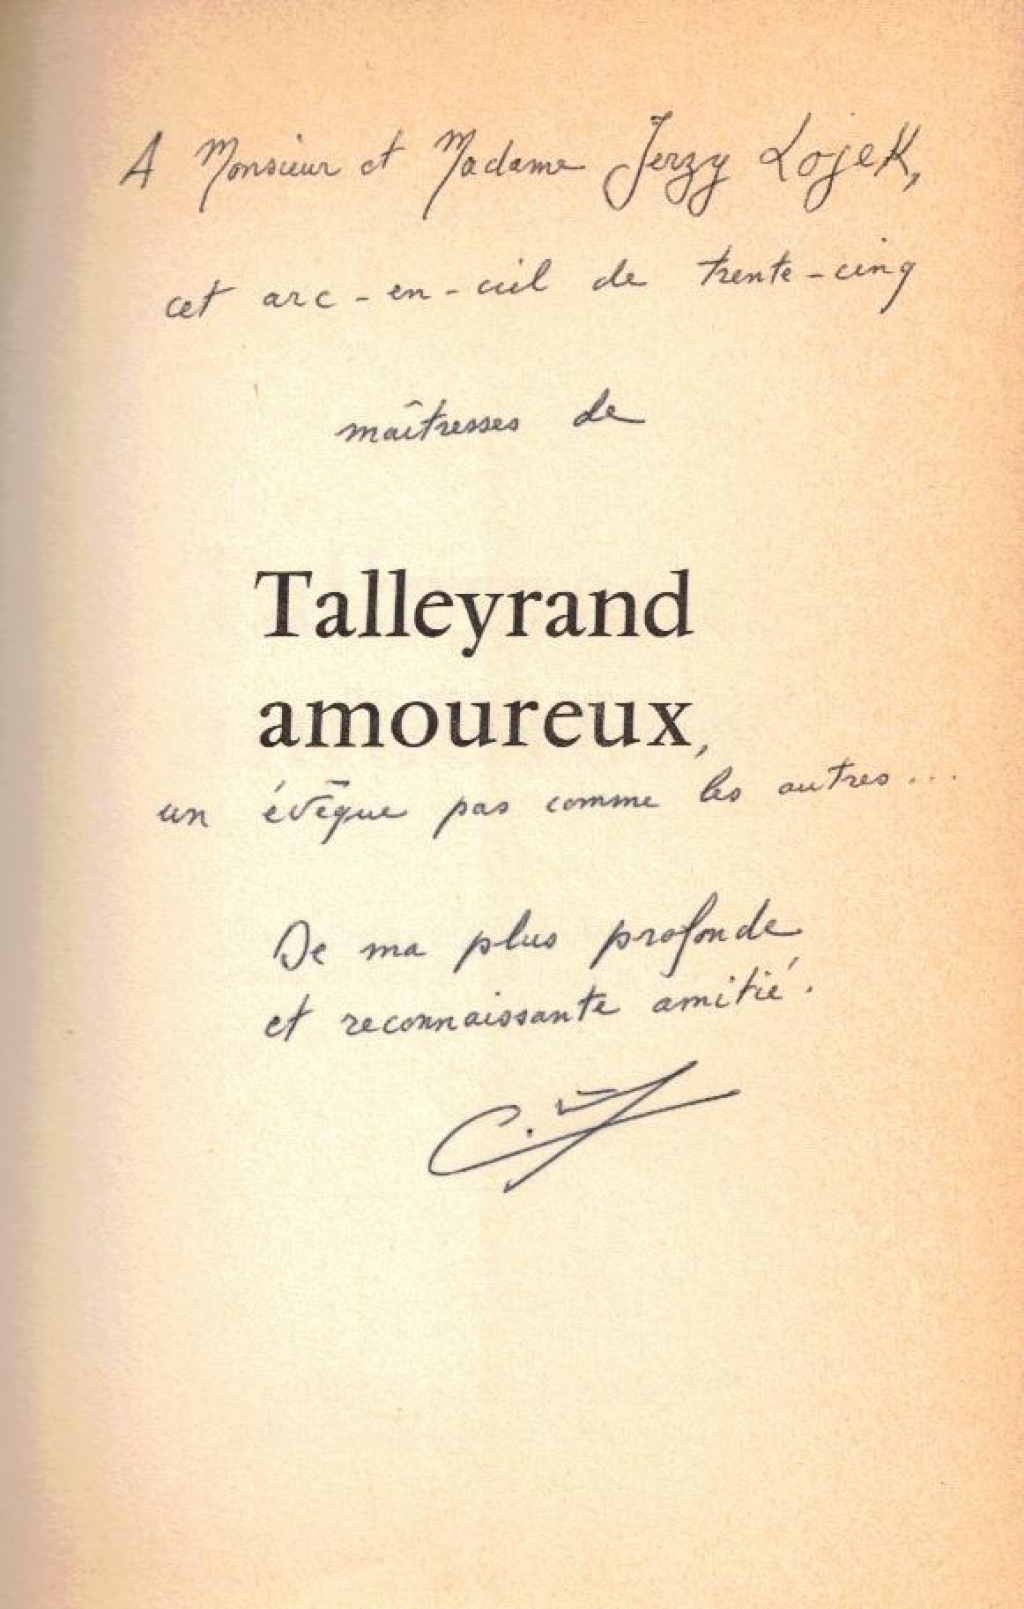 A Monsieur et Madame Jerzy Lojek,
cet arc-en-ciel de trente-cinq
maîtresses de
Talleyrand
amoureux,
un évêque pas comme les autres...
De ma plus profonde
et reconnaissante amitié.